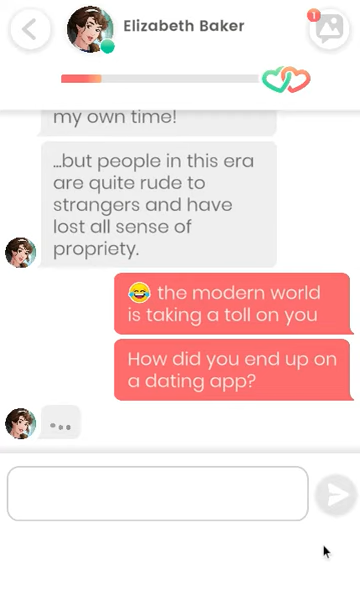 Elizabeth Baker
1
my own time!
...but people in this era
are quite rude to
strangers and have
lost all sense of
propriety.
😂 the modern world
is taking a toll on you
How did you end up on
a dating app?
...